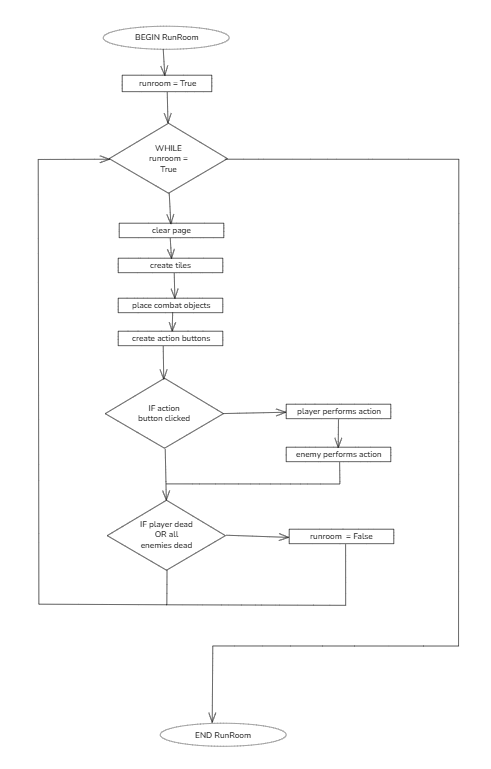 BEGIN RunRoom
runroom = True
WHILE
runroom =
True
clear page
create tiles
place combat objects
create action buttons
IF action
button clicked
player performs action
enemy performs action
IF player dead
OR all
enemies dead
runroom = False
END RunRoom